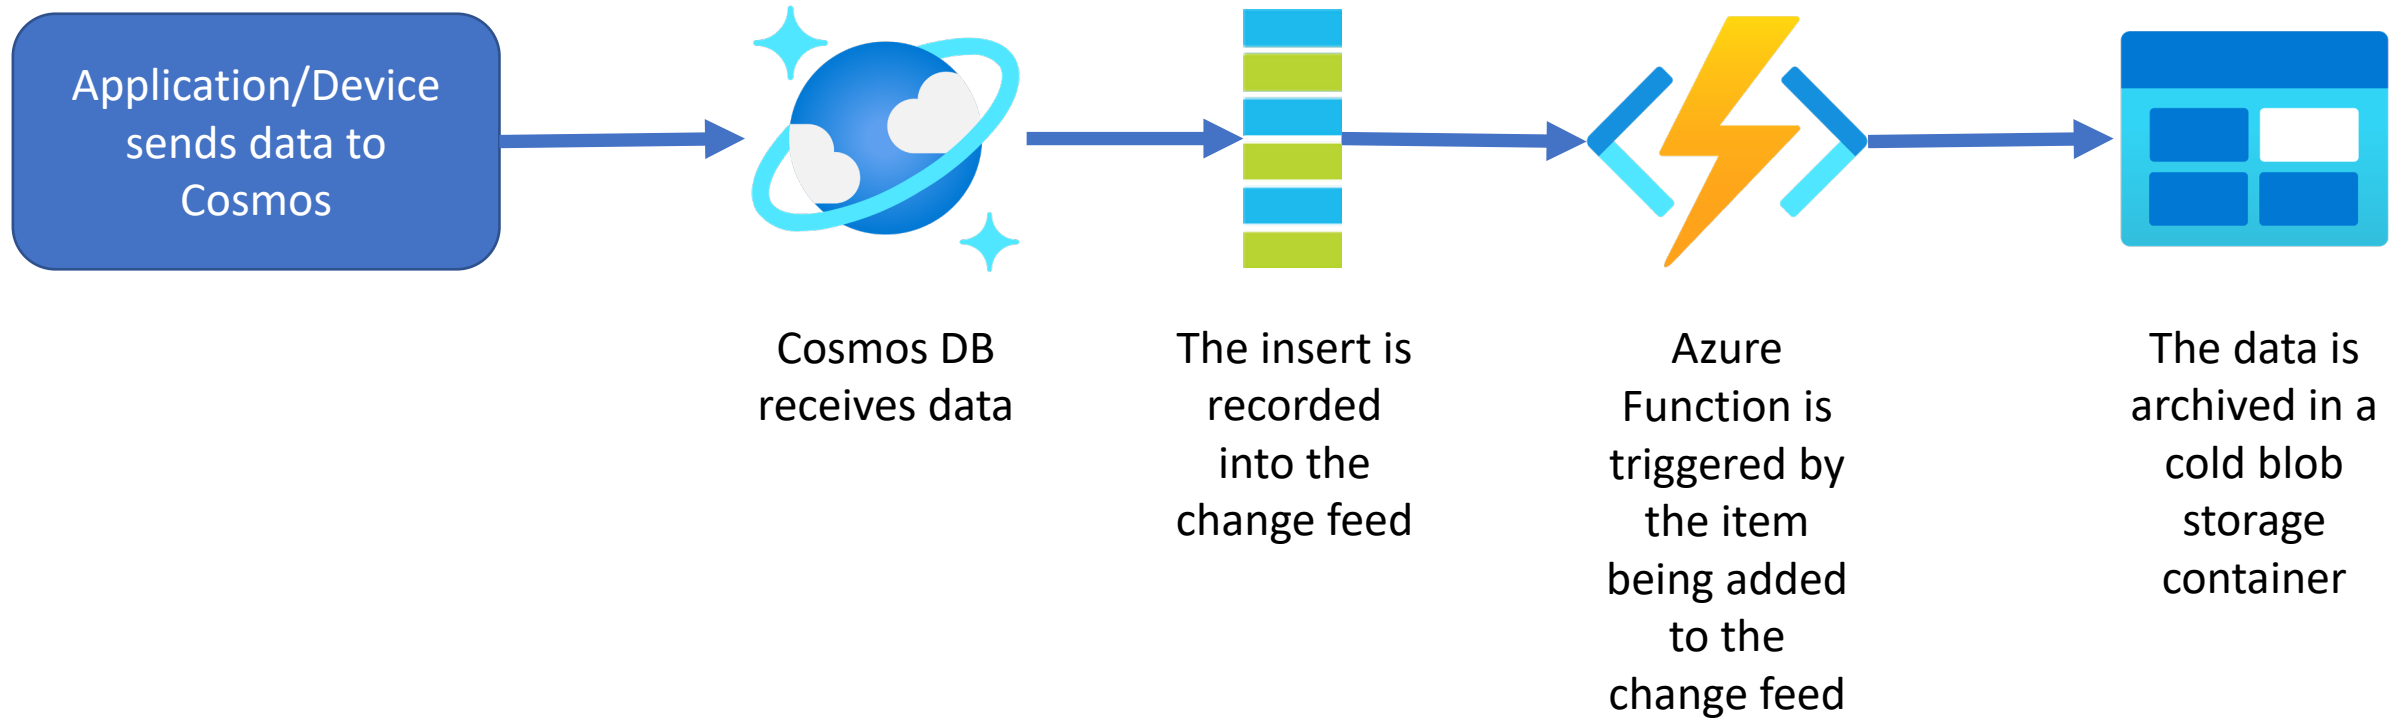 Application/Device
sends data to
Cosmos
Cosmos DB
receives data
The insert is
recorded
into the
change feed
Azure
Function is
triggered by
the item
being added
to the
change feed
The data is
archived in a
cold blob
storage
container